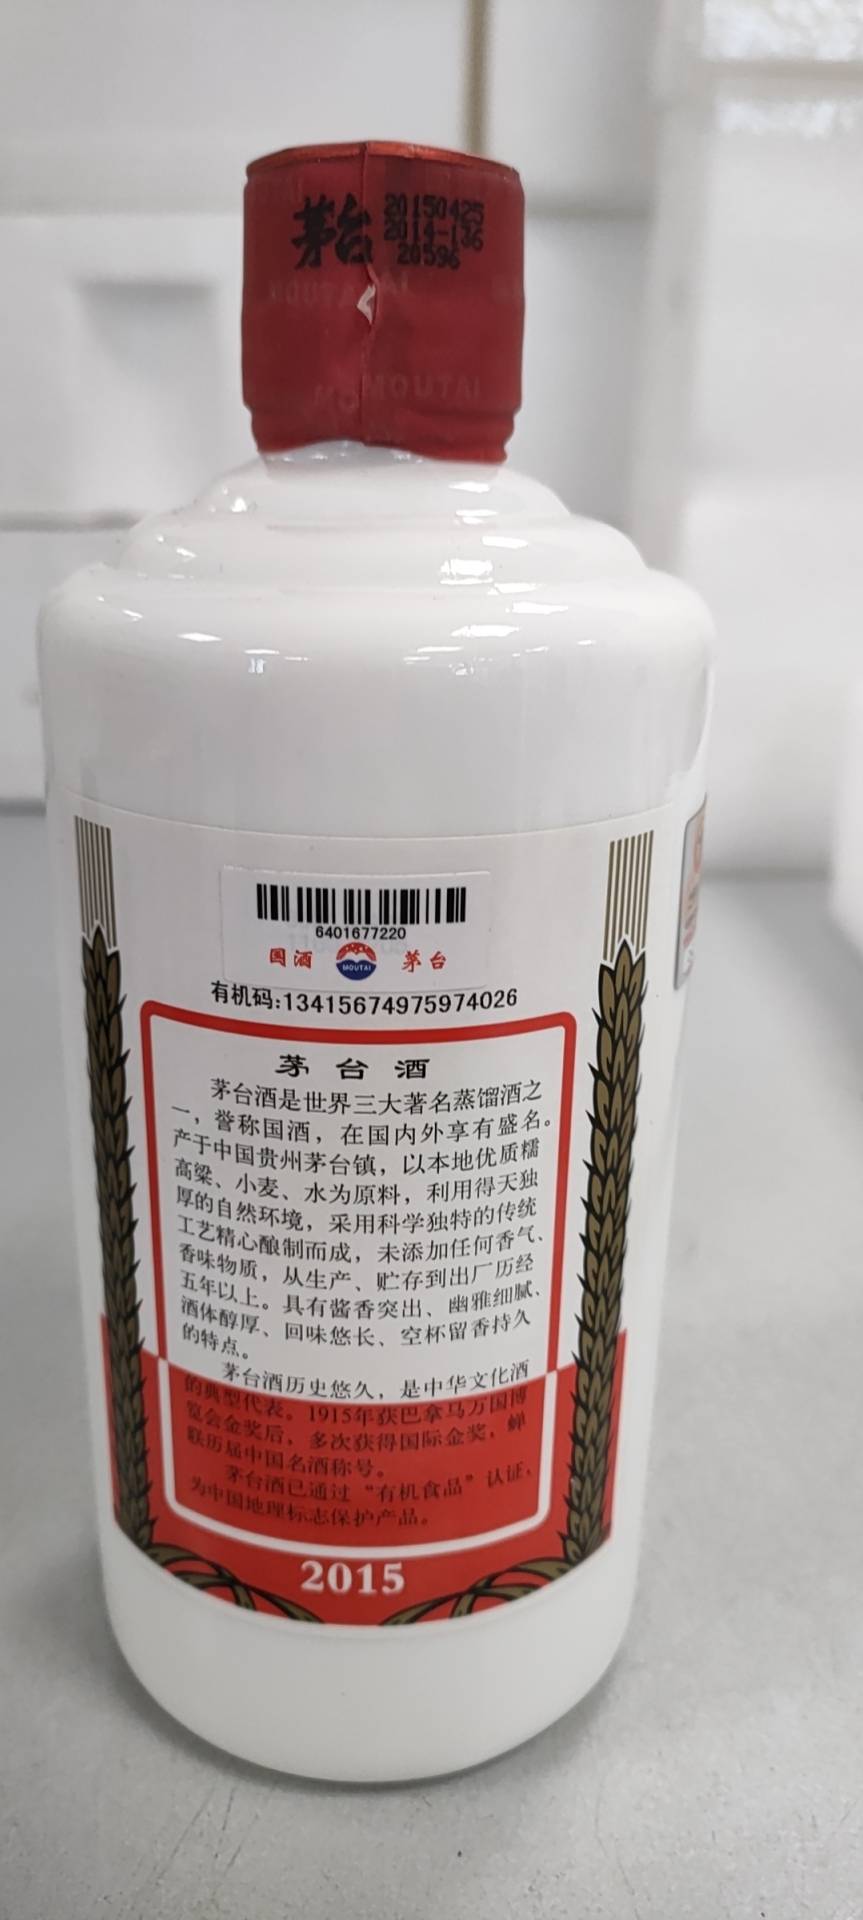 茅台
20150425
2014-136
20596
MOUTAI
6401677220
国酒
MOUTAI
茅台
有机码:13415674975974026
茅台酒
茅台酒是世界三大著名蒸馏酒之
一，誉称国酒，在国内外享有盛名。
产于中国贵州茅台镇，以本地优质糯
高粱、小麦、水为原料，利用得天独
厚的自然环境，采用科学独特的传统
工艺精心酿制而成，未添加任何香气、
香味物质，从生产、贮存到出厂历经
五年以上。具有酱香突出、幽雅细腻、
酒体醇厚、回味悠长、空杯留香持久
的特点。
茅台酒历史悠久，是中华文化酒
的典型代表。1915年获巴拿马万国博
览会金奖后，多次获得国际金奖，蝉
联历届中国名酒称号。
茅台酒已通过“有机食品”认证，
为中国地理标志保护产品。
2015